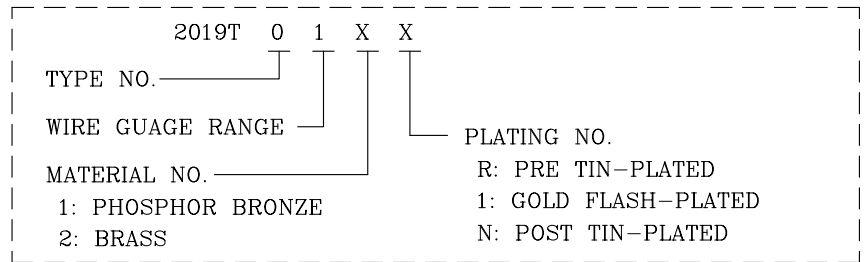 2019T 0 1 X X
TYPE NO.
WIRE GUAGE RANGE
MATERIAL NO.
1: PHOSPHOR BRONZE
2: BRASS
PLATING NO.
R: PRE TIN-PLATED
1: GOLD FLASH-PLATED
N: POST TIN-PLATED